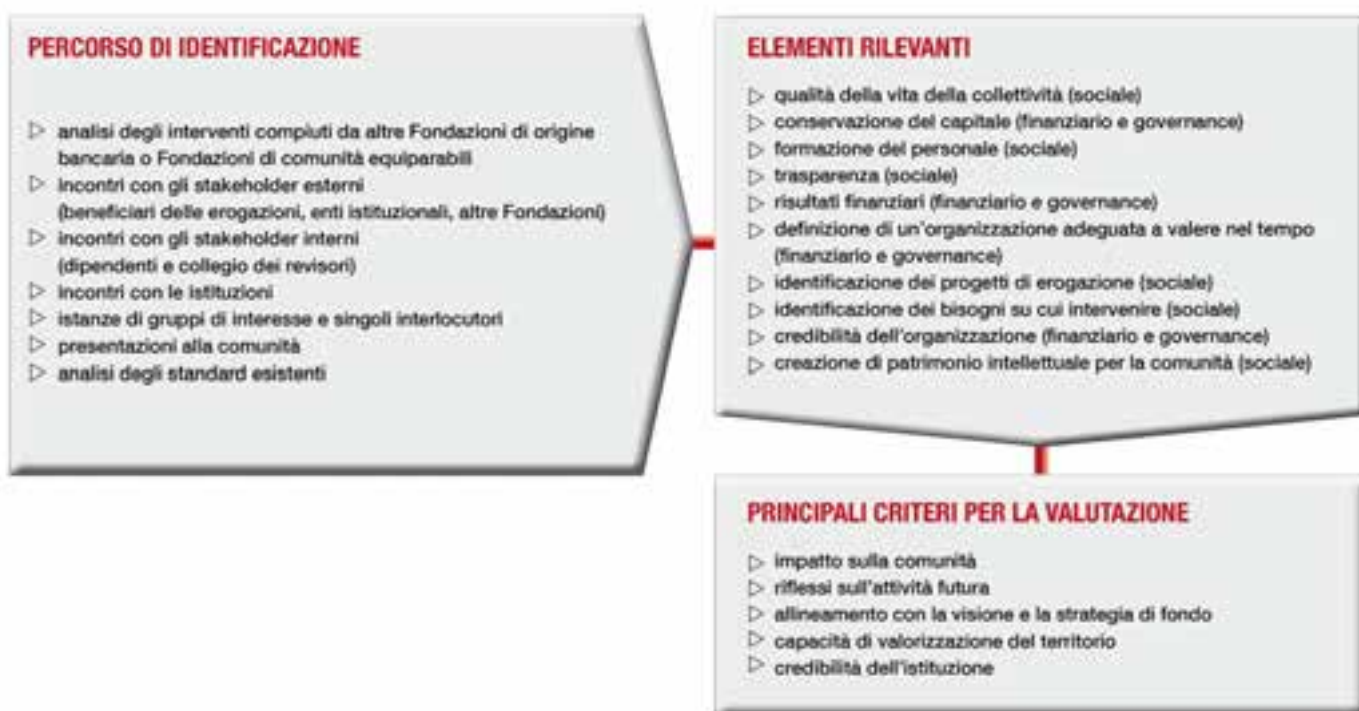 PERCORSO DI IDENTIFICAZIONE
▷ analisi degli interventi compiuti da altre Fondazioni di origine
bancaria o Fondazioni di comunità equiparabili
▷ incontri con gli stakeholder esterni
(beneficiari delle erogazioni, enti istituzionali, altre Fondazioni)
▷ incontri con gli stakeholder interni
(dipendenti e collegio dei revisori)
▷ incontri con le istituzioni
▷ istanze di gruppi di interesse e singoli interlocutori
▷ presentazioni alla comunità
▷ analisi degli standard esistenti
ELEMENTI RILEVANTI
▷ qualità della vita della collettività (sociale)
▷ conservazione del capitale (finanziario e governance)
▷ formazione del personale (sociale)
▷ trasparenza (sociale)
▷ risultati finanziari (finanziario e governance)
▷ definizione di un'organizzazione adeguata a valere nel tempo
(finanziario e governance)
▷ identificazione dei progetti di erogazione (sociale)
▷ identificazione dei bisogni su cui intervenire (sociale)
▷ credibilità dell'organizzazione (finanziario e governance)
▷ creazione di patrimonio intellettuale per la comunità (sociale)
PRINCIPALI CRITERI PER LA VALUTAZIONE
▷ impatto sulla comunità
▷ riflessi sull'attività futura
▷ allineamento con la visione e la strategia di fondo
▷ capacità di valorizzazione del territorio
▷ credibilità dell'istituzione